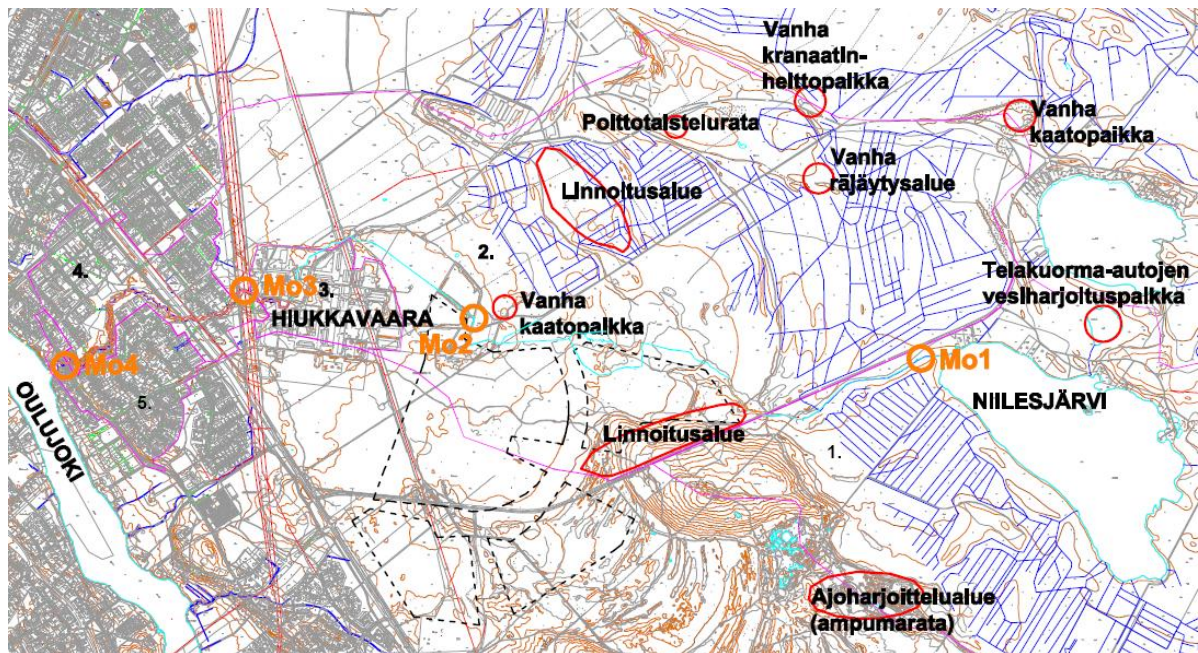 Vanha
kranaatin-
heittopaikka
Polttotaistelurata
Vanha
kaatopaikka
Vanha
räjäytysalue
Linnoitusalue
4.
2.
Telakuorma-autojen
vesiharjoituspaikka
Mo3
3.
HIUKKAVAARA
Vanha
kaatopaikka
Mo2
Mo4
Mo1
5.
OULUJOKI
NIILESJÄRVI
Linnoitusalue
1.
Ajoharjoittelualue
(ampumarata)